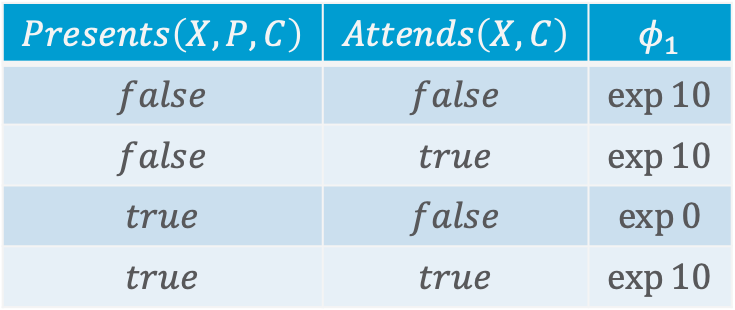 Presents(X, P, C) Attends(X, C) ϕ₁
false false exp 10
false true exp 10
true false exp 0
true true exp 10